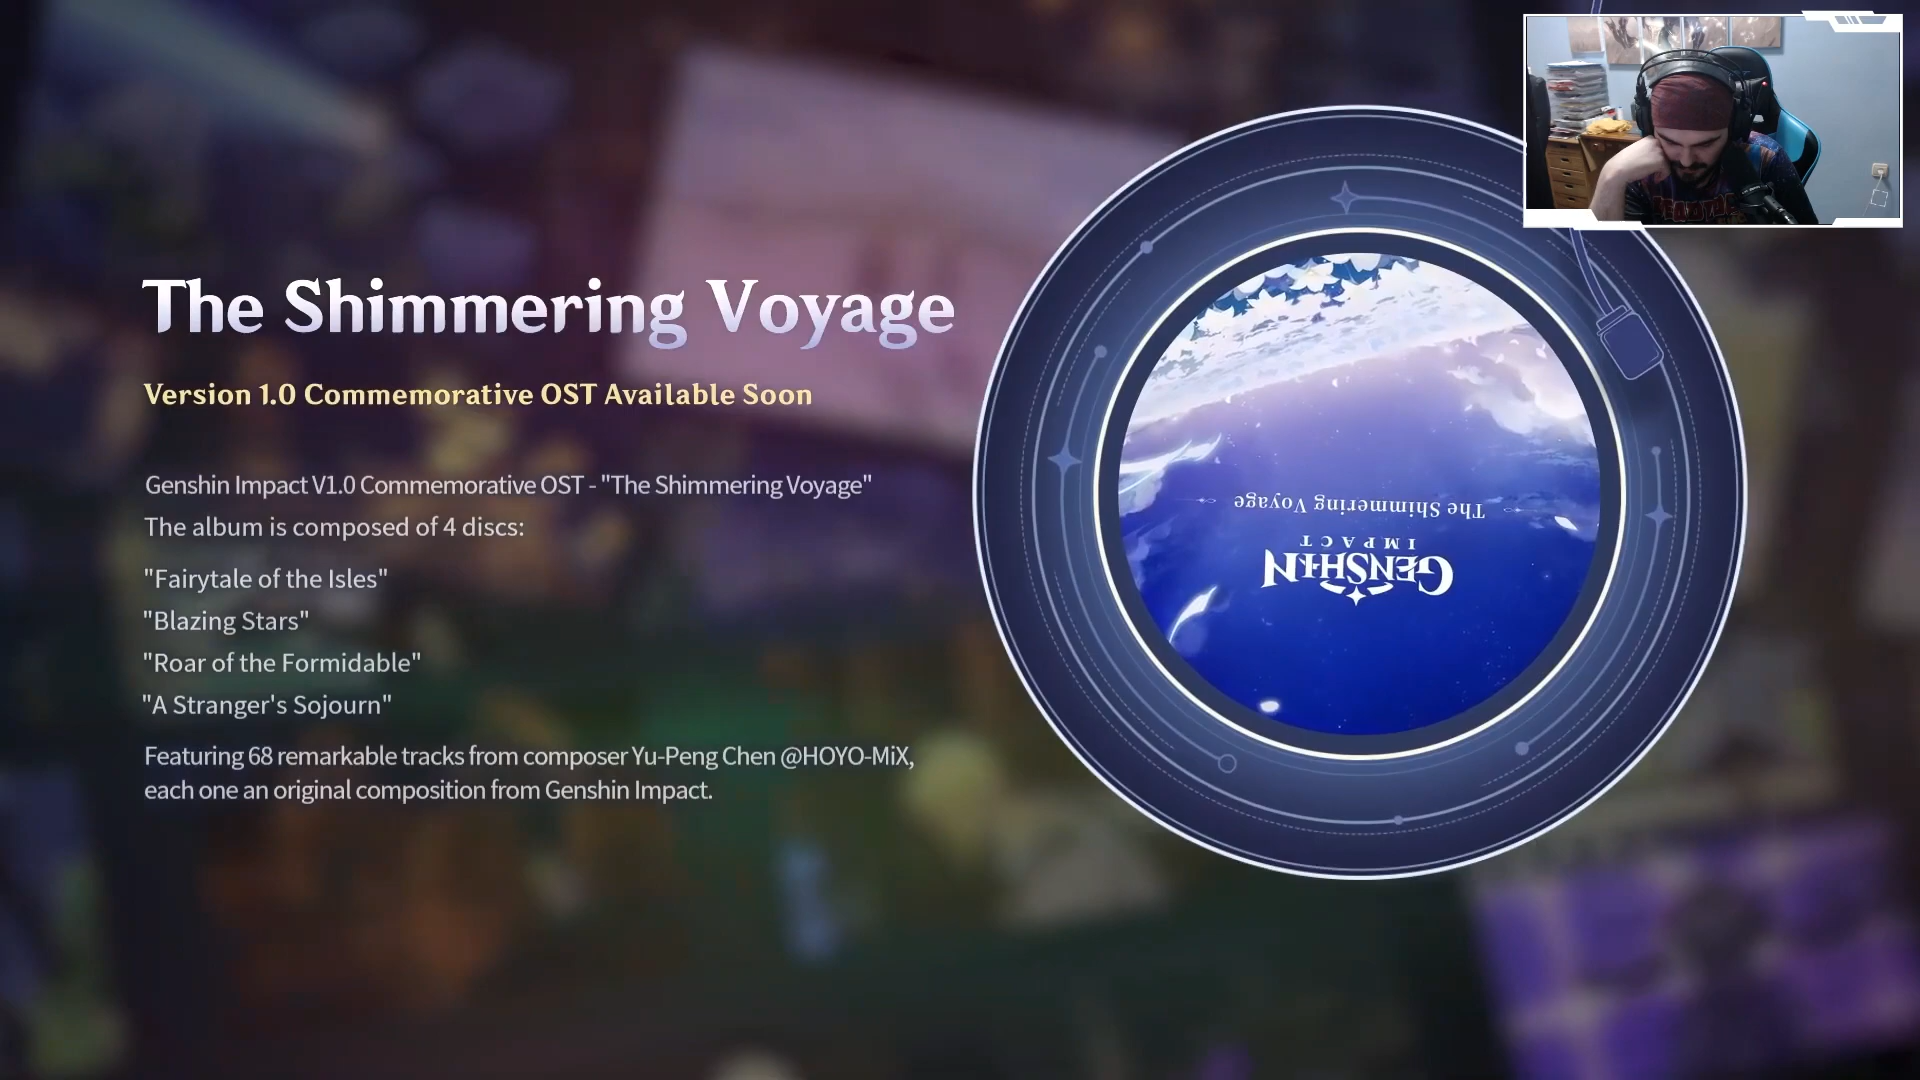 The Shimmering Voyage
Version 1.0 Commemorative OST Available Soon
Genshin Impact V1.0 Commemorative OST - "The Shimmering Voyage"
The album is composed of 4 discs:
"Fairytale of the Isles"
"Blazing Stars"
"Roar of the Formidable"
"A Stranger's Sojourn"
Featuring 68 remarkable tracks from composer Yu-Peng Chen @HOYO-MiX,
each one an original composition from Genshin Impact.
GENSHIN
IMPACT
The Shimmering Voyage